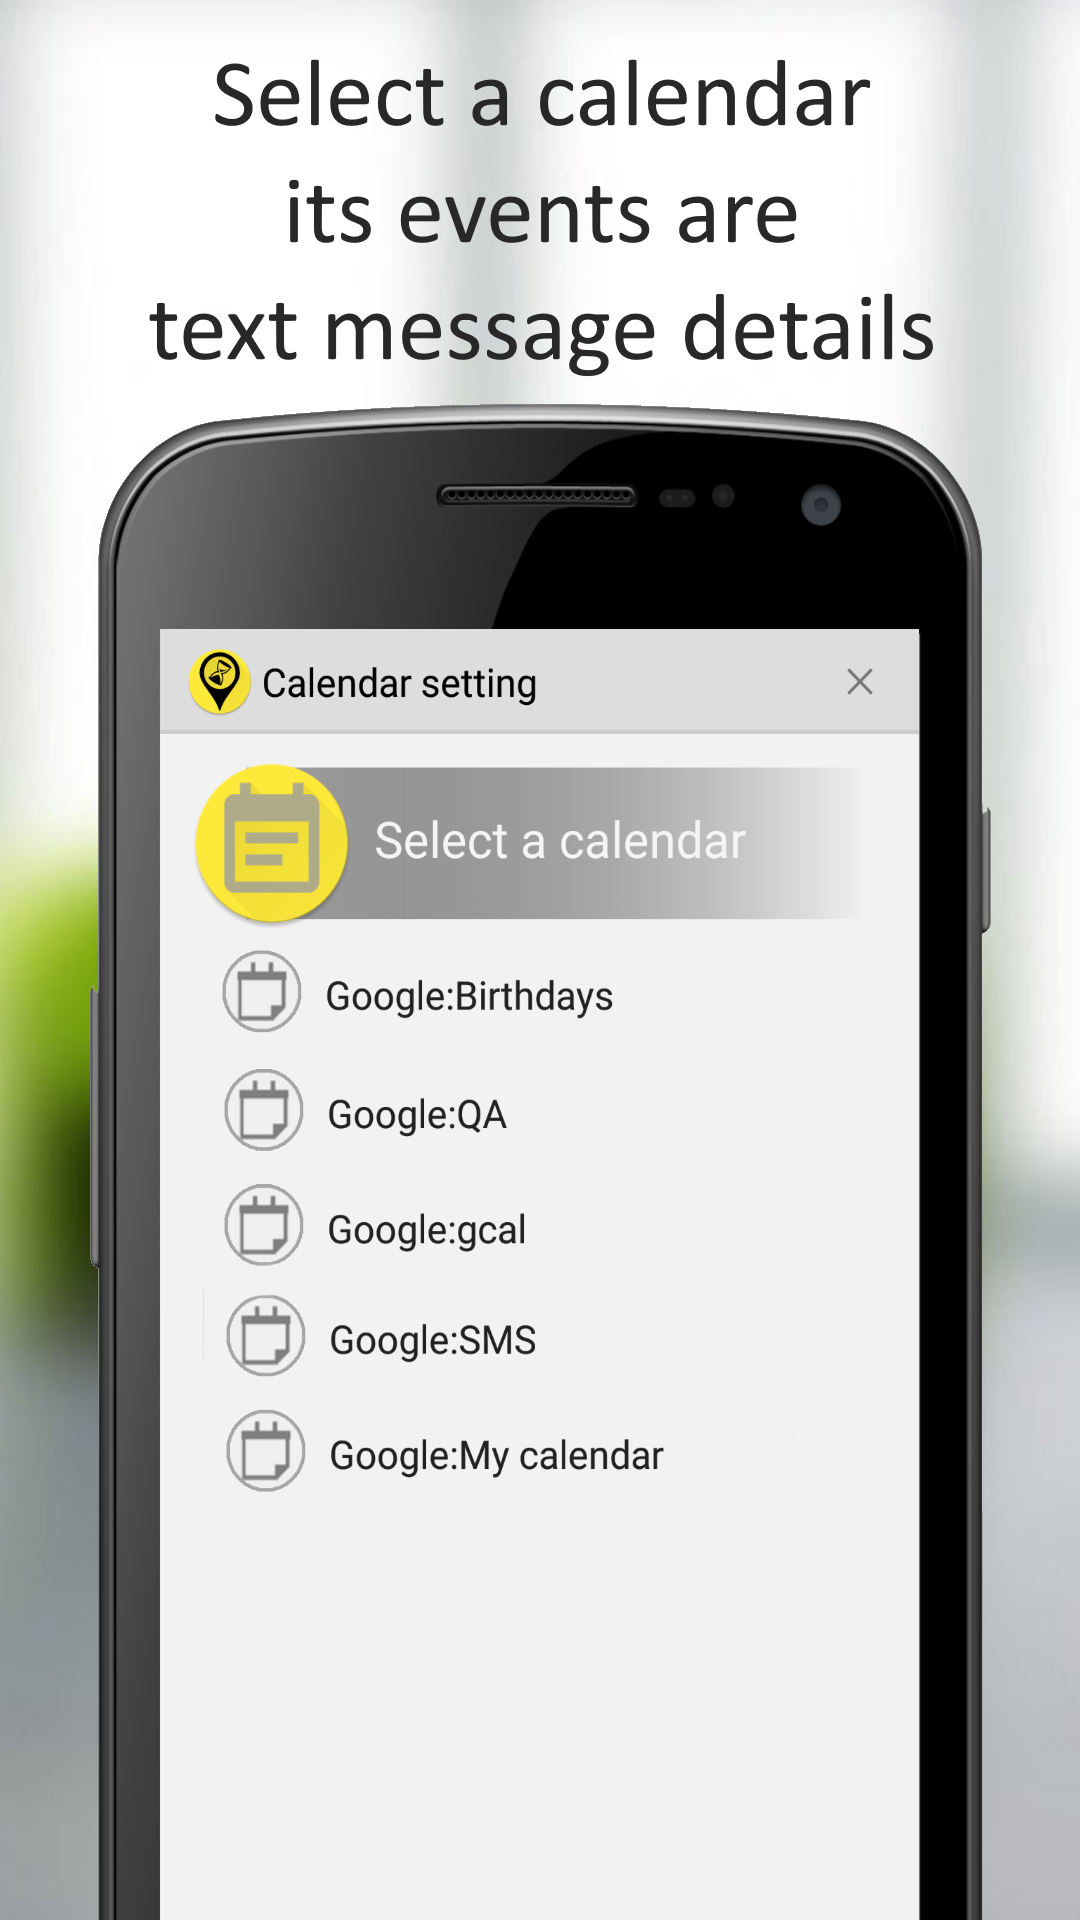 Select a calendar
its events are
text message details
Calendar setting
Select a calendar
Google:Birthdays
Google:QA
Google:gcal
Google:SMS
Google:My calendar